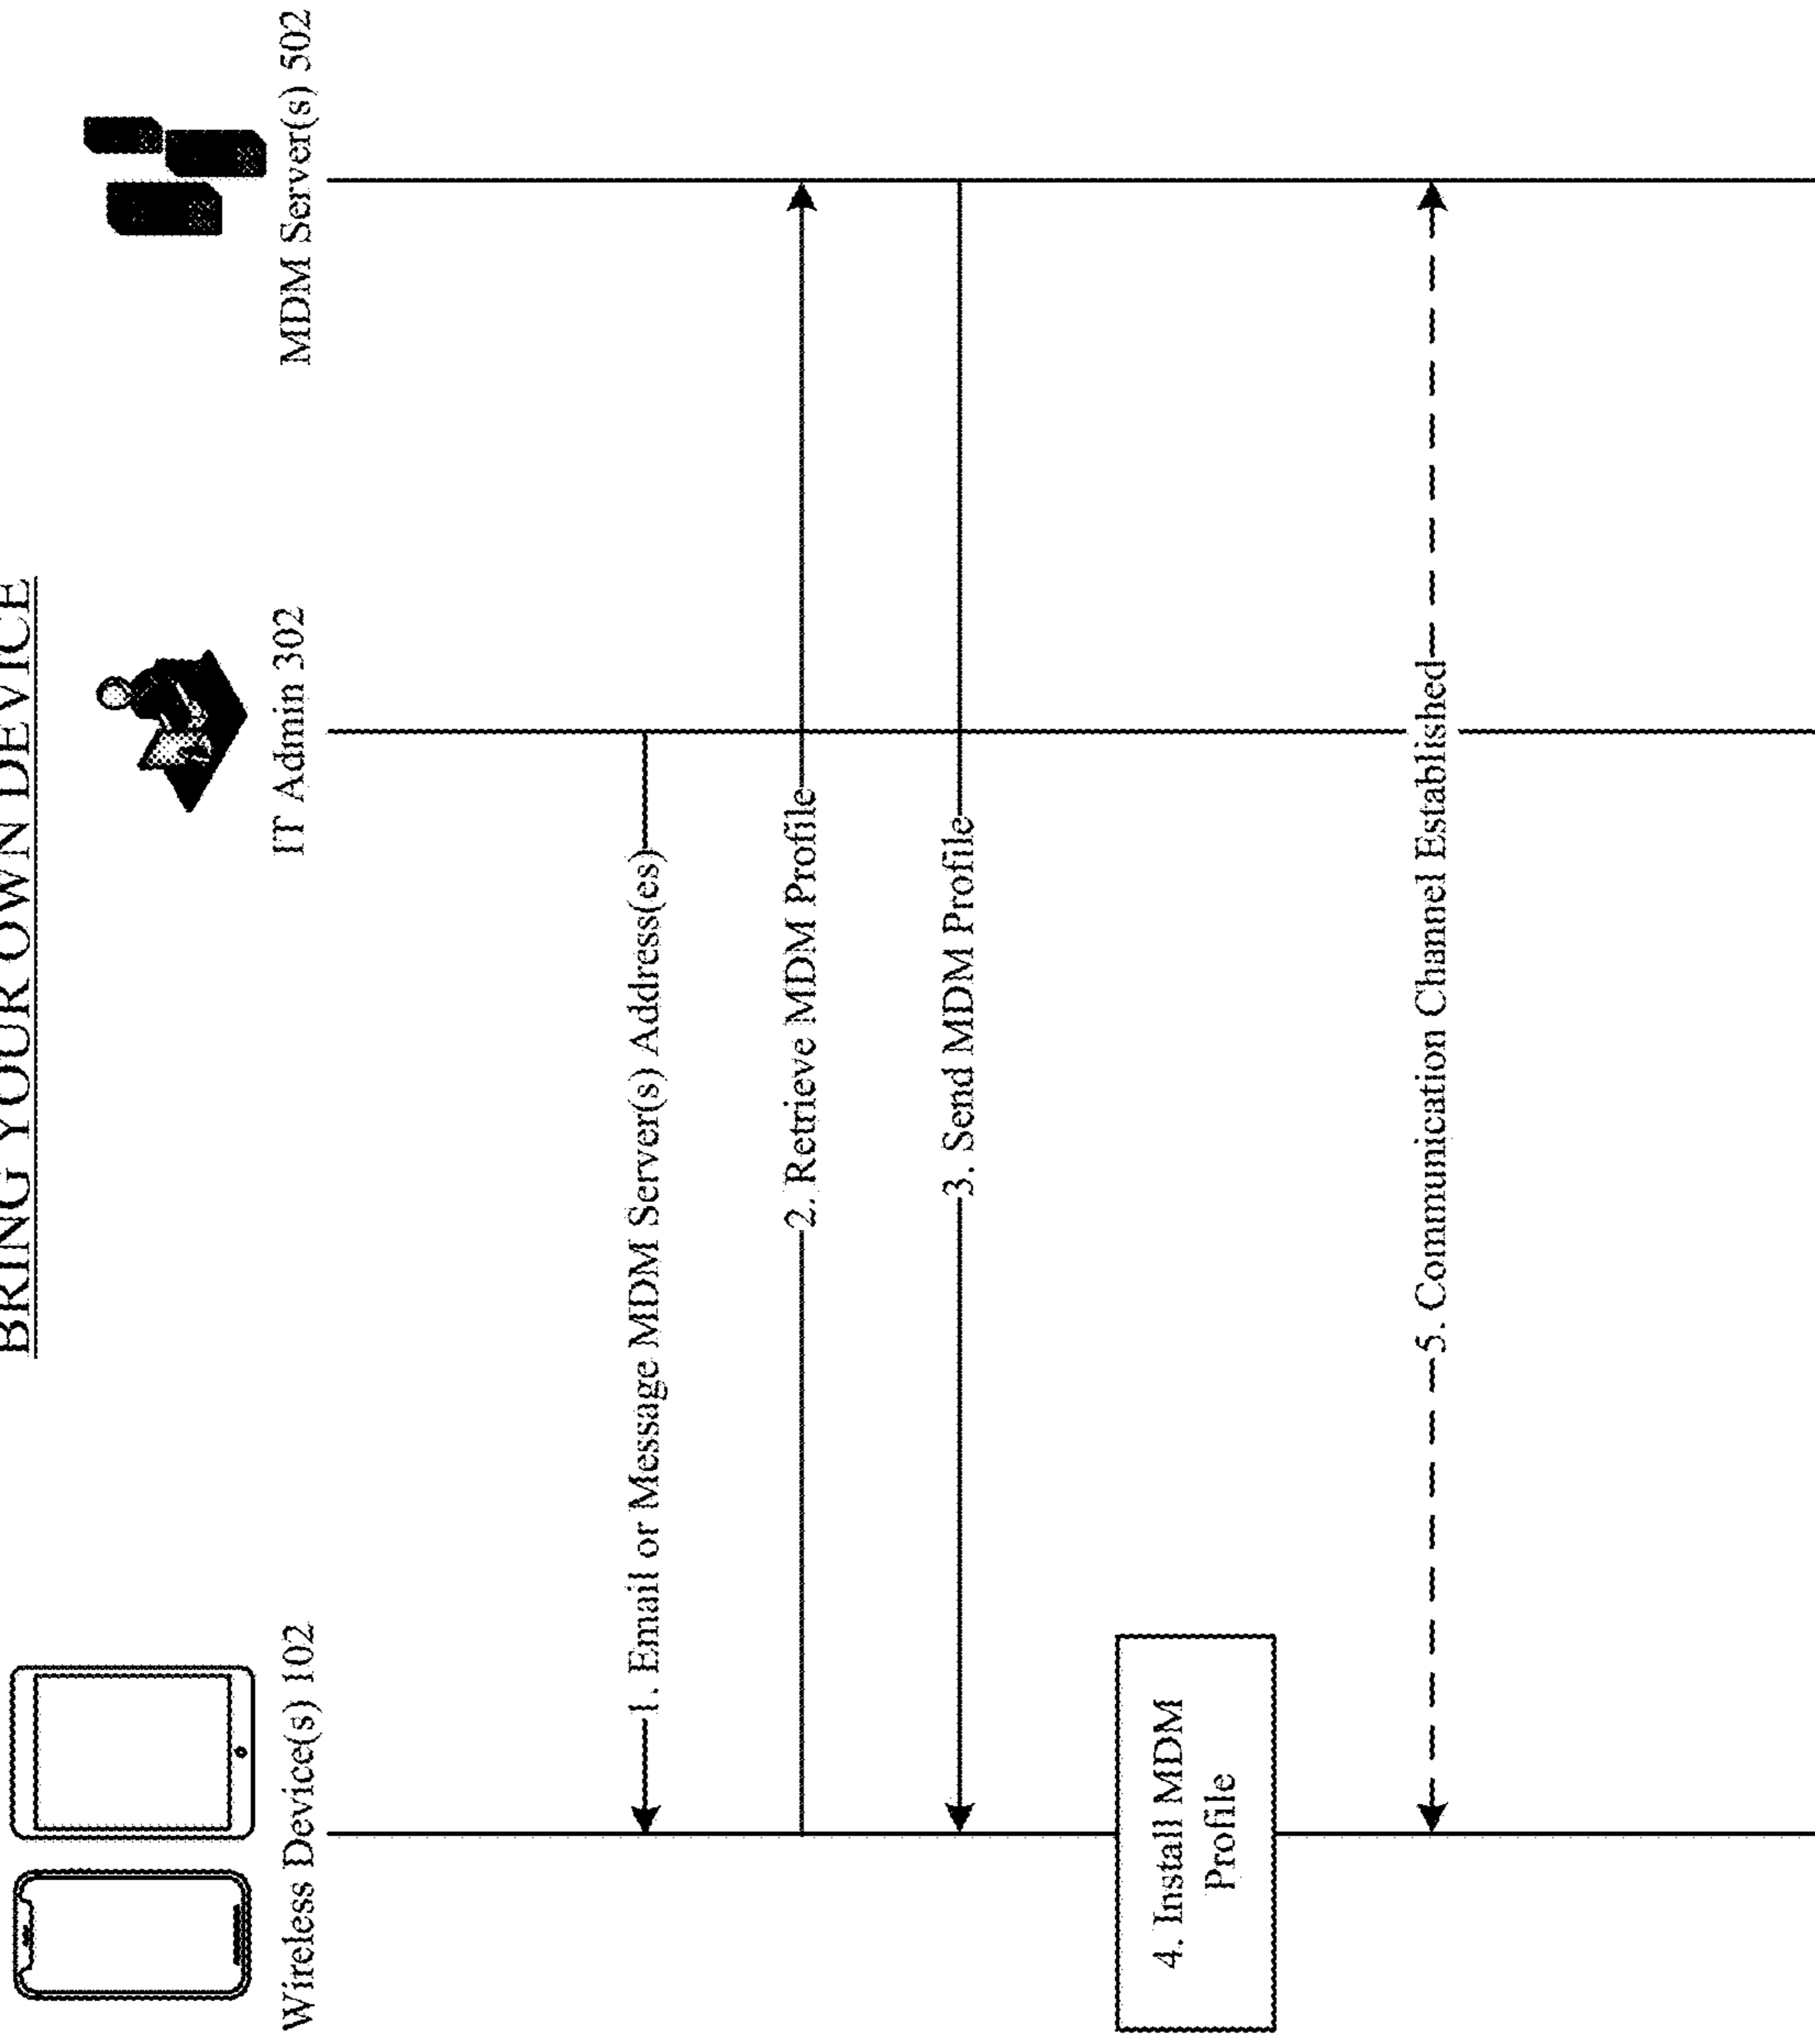 BRING YOUR OWN DEVICE
Wireless Device(s) 102
IT Admin 302
MDM Server(s) 502
1. Email or Message MDM Server(s) Address(es)
2. Retrieve MDM Profile
3. Send MDM Profile
4. Install MDM
Profile
5. Communication Channel Established